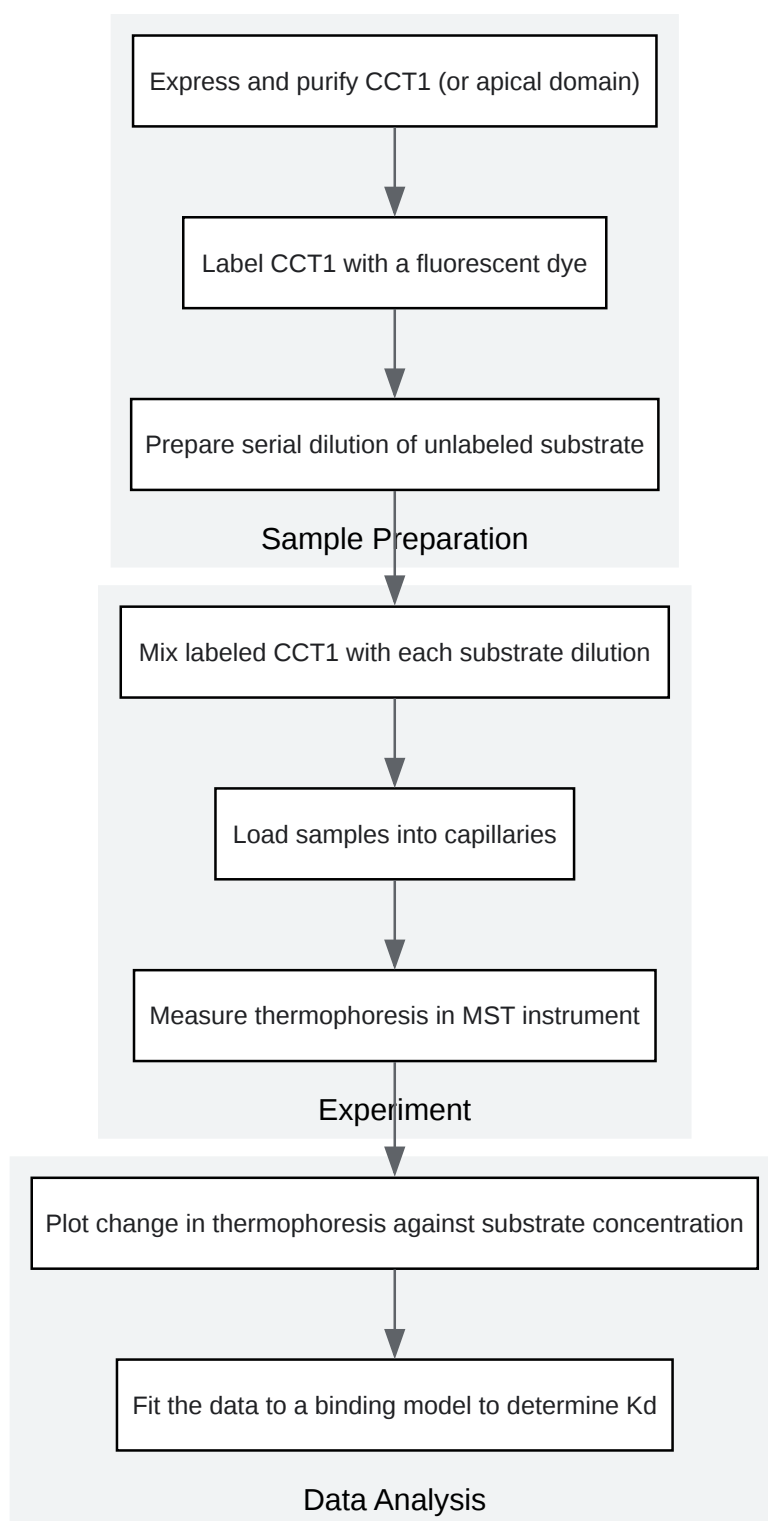 Express and purify CCT1 (or apical domain)
Label CCT1 with a fluorescent dye
Prepare serial dilution of unlabeled substrate
Sample Preparation
Mix labeled CCT1 with each substrate dilution
Load samples into capillaries
Measure thermophoresis in MST instrument
Experiment
Plot change in thermophoresis against substrate concentration
Fit the data to a binding model to determine Kd
Data Analysis